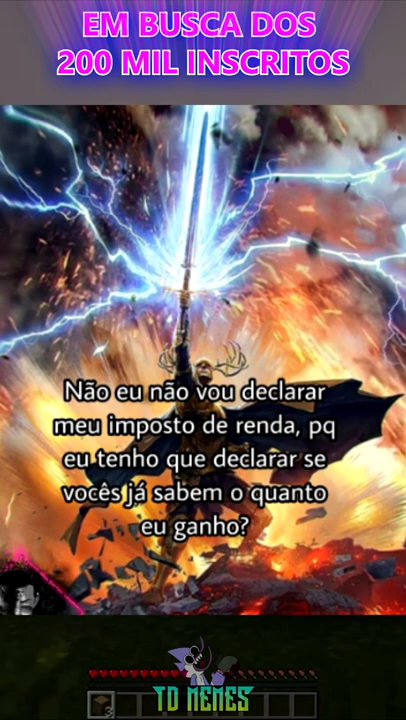 EM BUSCA DOS
200 MIL INSCRITOS
Não eu não vou declarar
meu imposto de renda, pq
eu tenho que declarar se
vocês já sabem o quanto
eu ganho?
3
TD MEMES